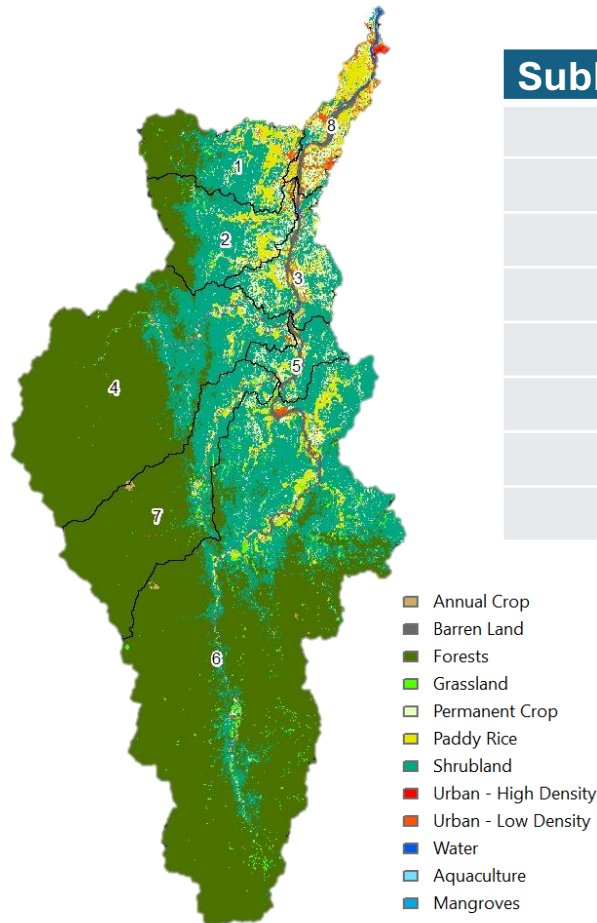 8
1
2
3
5
4
7
6
Annual Crop
Barren Land
Forests
Grassland
Permanent Crop
Paddy Rice
Shrubland
Urban - High Density
Urban - Low Density
Water
Aquaculture
Mangroves